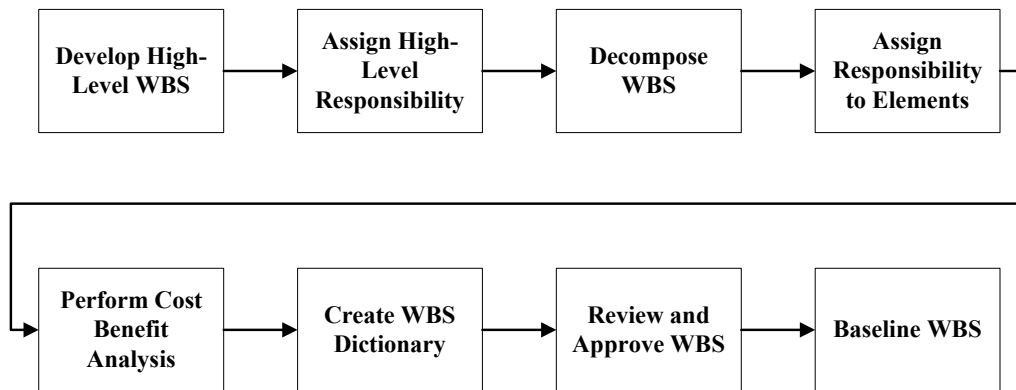 Develop High-
Level WBS
Assign High-
Level
Responsibility
Decompose
WBS
Assign
Responsibility
to Elements
Perform Cost
Benefit
Analysis
Create WBS
Dictionary
Review and
Approve WBS
Baseline WBS